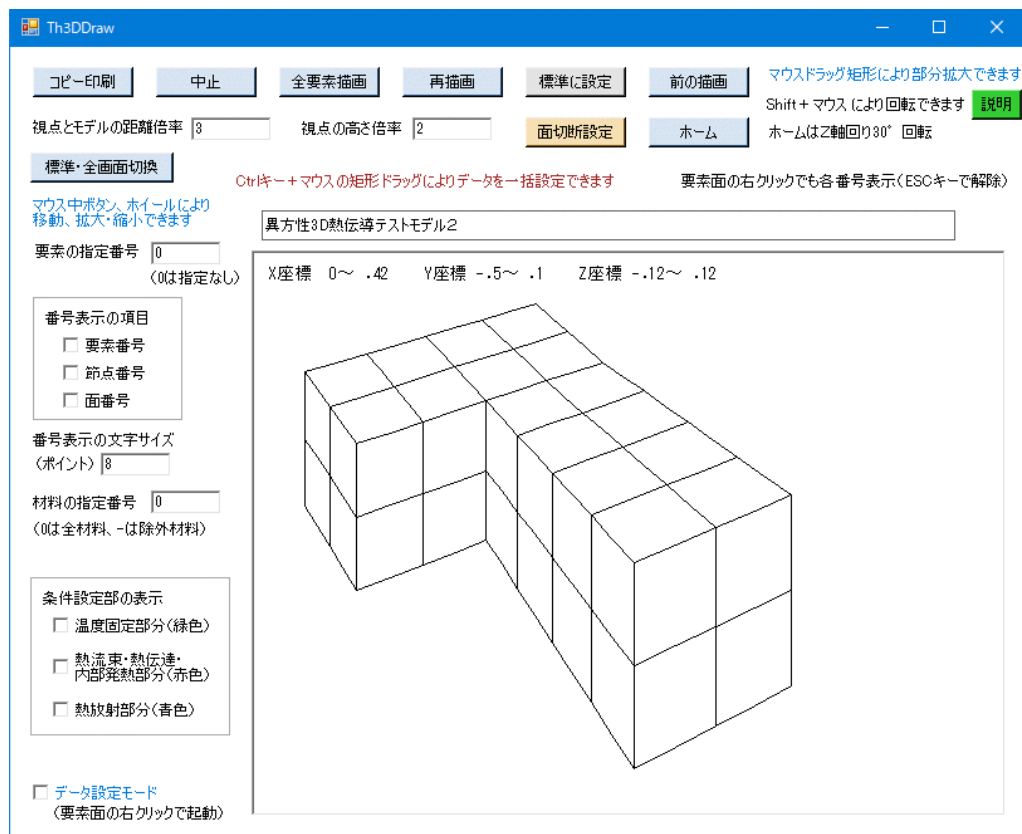 Th3DDraw
コピー印刷 中止 全要素描画 再描画 標準に設定 前の描画 マウスドラッグ矩形により部分拡大できます
Shift+マウスにより回転できます 説明
視点とモデルの距離倍率 3 視点の高さ倍率 2 面切断設定 ホーム ホームはZ軸回り30°回転
標準・全画面切換
Ctrlキー+マウスの矩形ドラッグによりデータを一括設定できます 要素面の右クリックでも各番号表示(ESCキーで解除)
マウス中ボタン、ホイールにより
移動、拡大・縮小できます
異方性3D熱伝導テストモデル2
要素の指定番号 0
(0は指定なし)
X座標 0～ .42 Y座標 -.5～ .1 Z座標 -.12～ .12
番号表示の項目
要素番号
節点番号
面番号
番号表示の文字サイズ
(ポイント) 8
材料の指定番号 0
(0は全材料、-は除外材料)
条件設定部の表示
温度固定部分(緑色)
熱流束・熱伝達・
内部発熱部分(赤色)
熱放射部分(青色)
データ設定モード
(要素面の右クリックで起動)